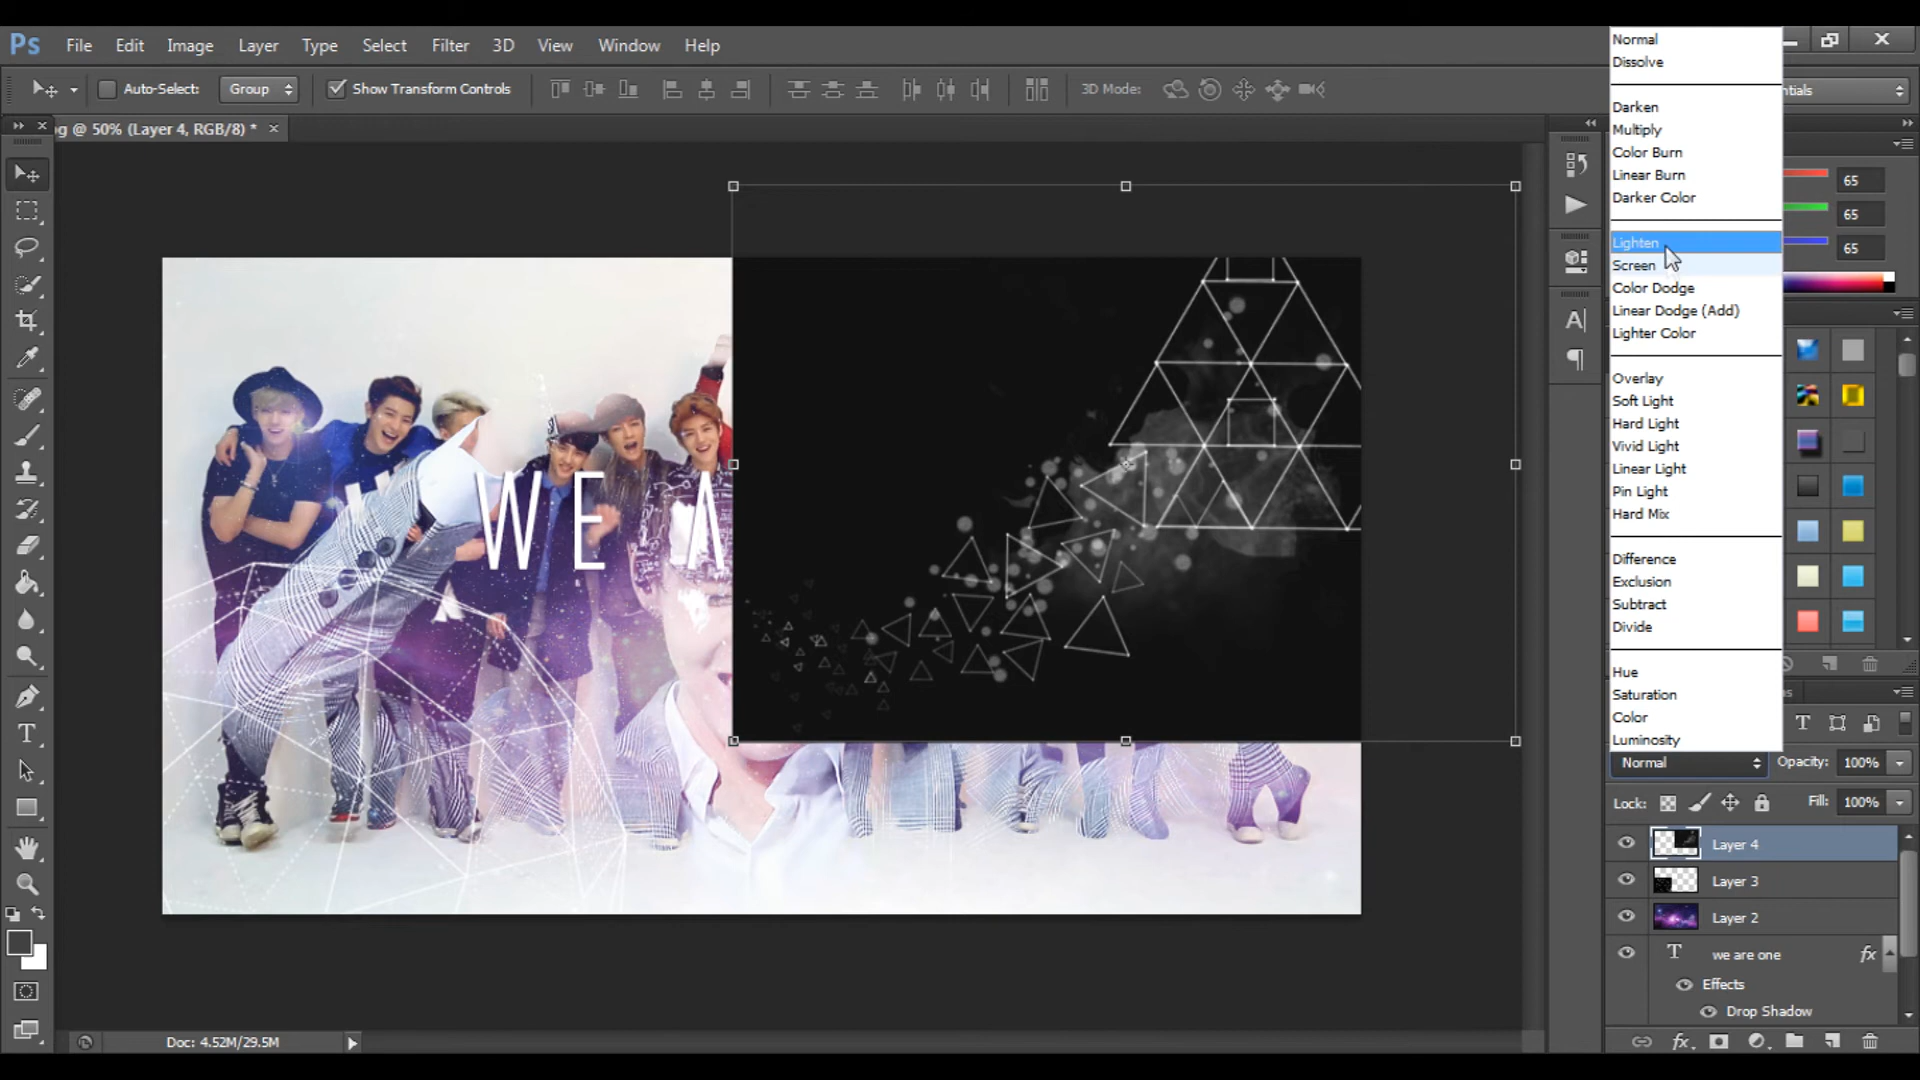 Ps File Edit Image Layer Type Select Filter 3D View Window Help
Auto-Select: Group Show Transform Controls 3D Mode: ntials
g @ 50% (Layer 4, RGB/8) * ×
WE A
Normal
Dissolve
Darken
Multiply
Color Burn
Linear Burn
Darker Color
Lighten
Screen
Color Dodge
Linear Dodge (Add)
Lighter Color
Overlay
Soft Light
Hard Light
Vivid Light
Linear Light
Pin Light
Hard Mix
Difference
Exclusion
Subtract
Divide
Hue
Saturation
Color
Luminosity
65
65
65
Normal Opacity: 100%
Lock: Fill: 100%
Layer 4
Layer 3
Layer 2
T we are one fx
Effects
Drop Shadow
Doc: 4.52M/29.5M